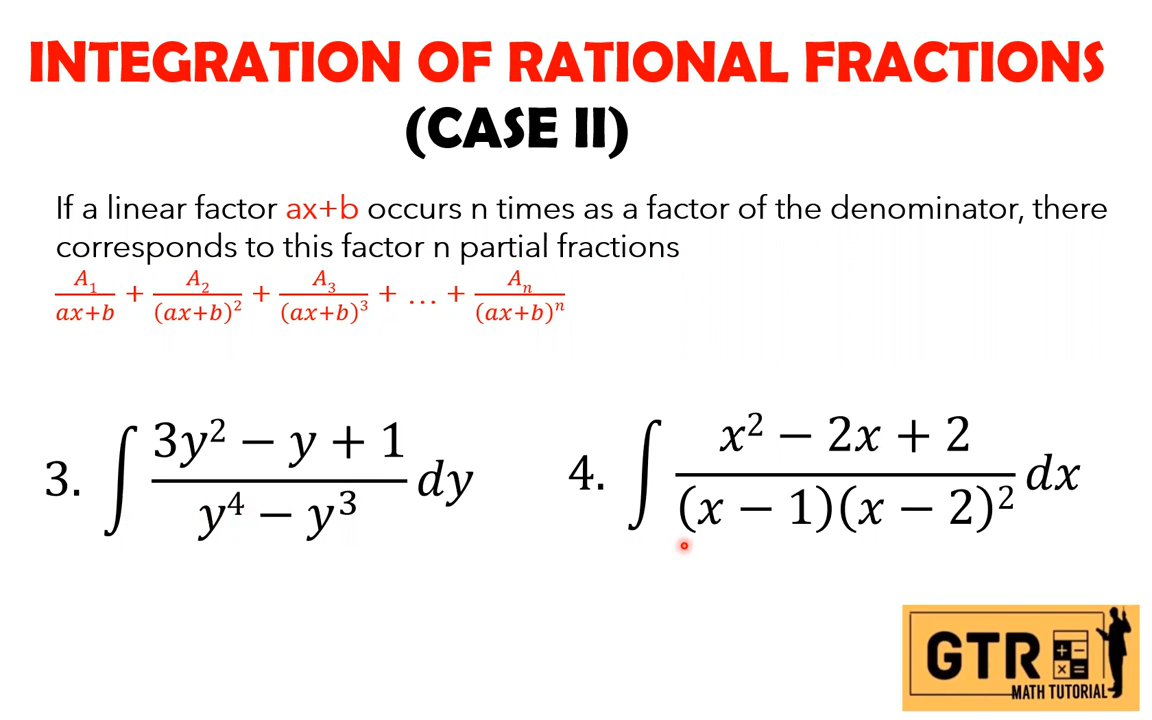 INTEGRATION OF RATIONAL FRACTIONS
(CASE II)
If a linear factor ax+b occurs n times as a factor of the denominator, there
corresponds to this factor n partial fractions
A₁/(ax+b) + A₂/(ax+b)² + A₃/(ax+b)³ + … + Aₙ/(ax+b)ⁿ
3. ∫ (3y² − y + 1)/(y⁴ − y³) dy
4. ∫ (x² − 2x + 2)/((x − 1)(x − 2)²) dx
GTR
MATH TUTORIAL